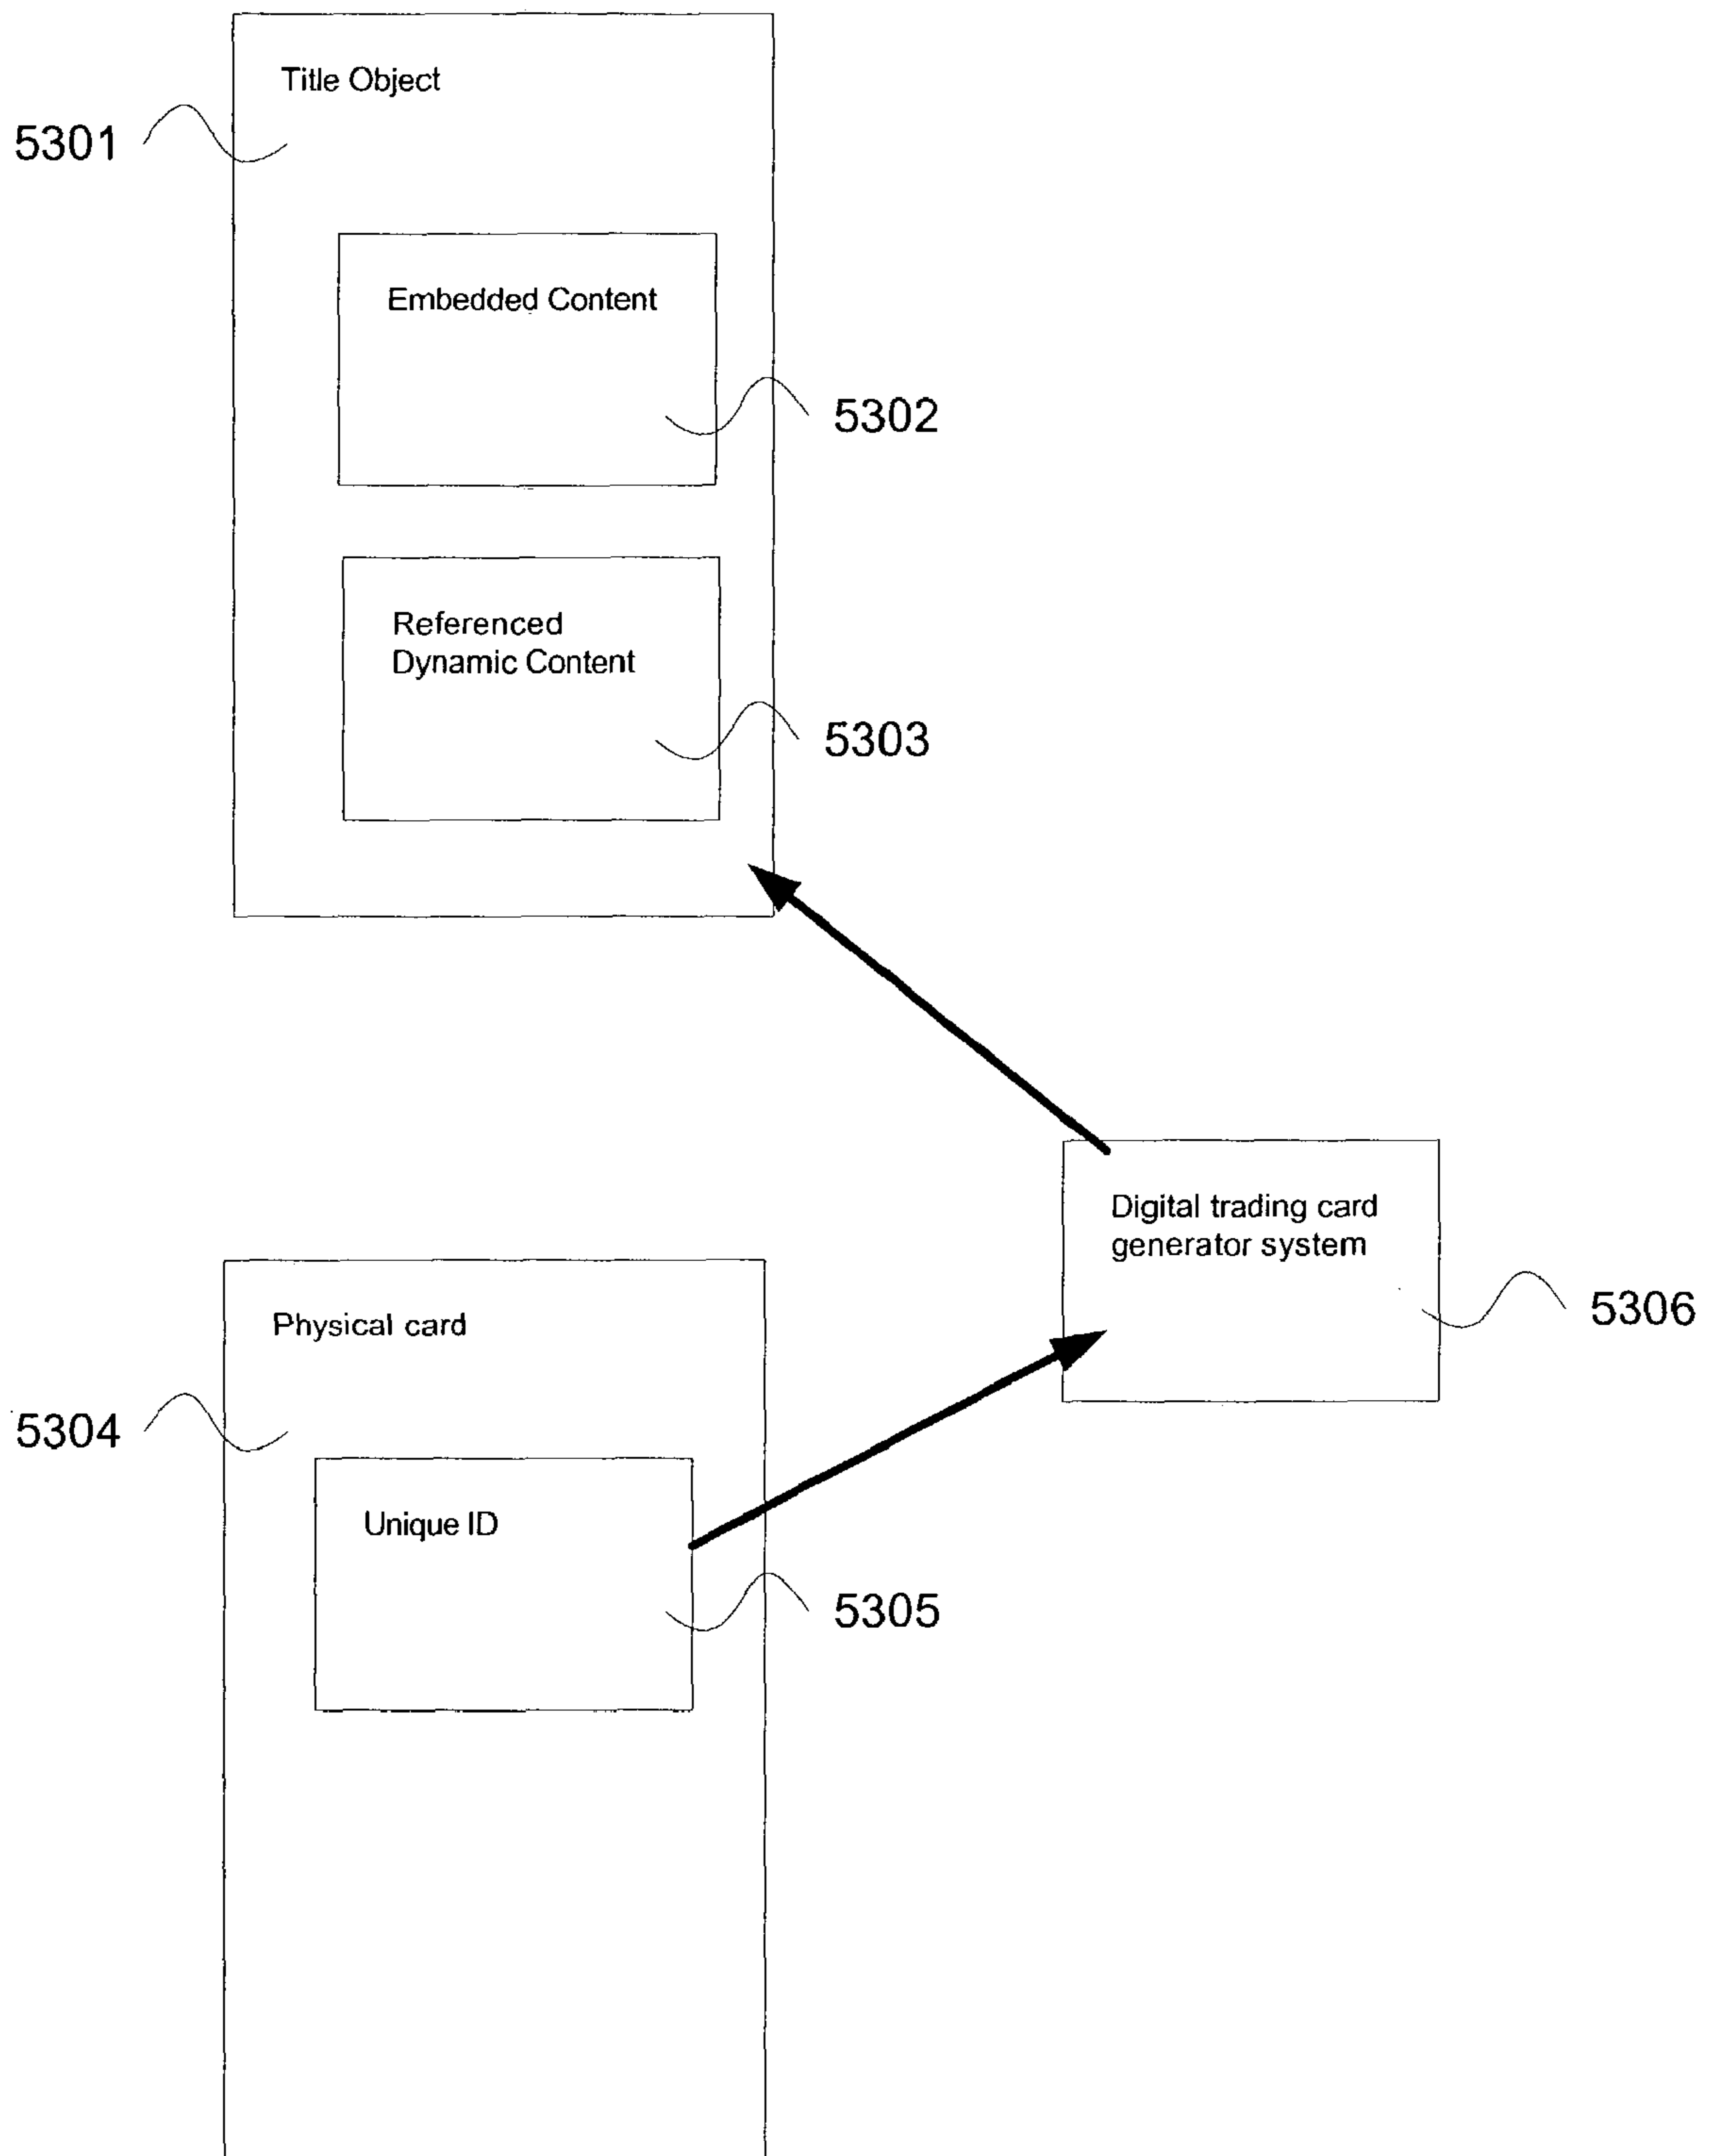 Title Object
5301
Embedded Content
5302
Referenced
Dynamic Content
5303
Digital trading card
generator system
5306
Physical card
5304
Unique ID
5305